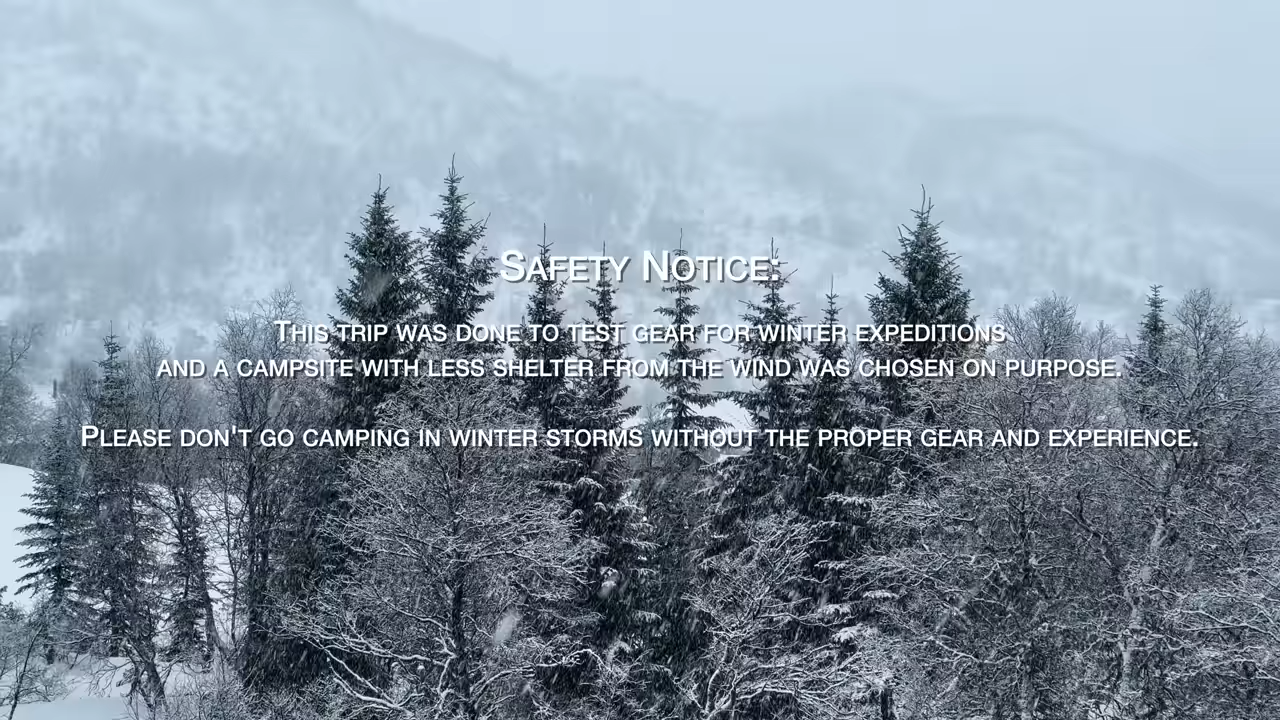 Safety Notice:
This trip was done to test gear for winter expeditions
and a campsite with less shelter from the wind was chosen on purpose.
Please don't go camping in winter storms without the proper gear and experience.